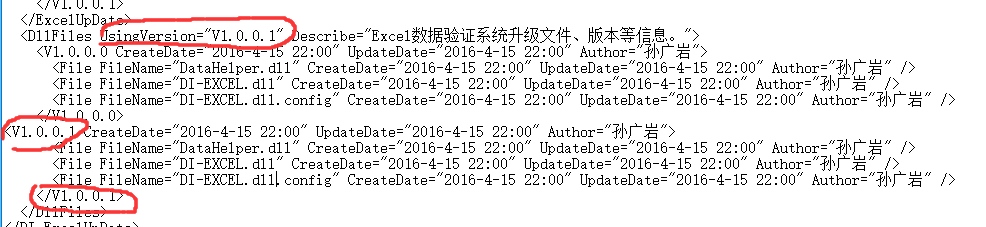 </V1.0.0.1>
</ExcelUpDate>
<DllFiles UsingVersion="V1.0.0.1" Describe="Excel数据验证系统升级文件、版本等信息。">
<V1.0.0.0 CreateDate="2016-4-15 22:00" UpdateDate="2016-4-15 22:00" Author="孙广岩">
<File FileName="DataHelper.dll" CreateDate="2016-4-15 22:00" UpdateDate="2016-4-15 22:00" Author="孙广岩" />
<File FileName="DI-EXCEL.dll" CreateDate="2016-4-15 22:00" UpdateDate="2016-4-15 22:00" Author="孙广岩" />
<File FileName="DI-EXCEL.dll.config" CreateDate="2016-4-15 22:00" UpdateDate="2016-4-15 22:00" Author="孙广岩" />
</V1.0.0.0>
<V1.0.0.1 CreateDate="2016-4-15 22:00" UpdateDate="2016-4-15 22:00" Author="孙广岩">
<File FileName="DataHelper.dll" CreateDate="2016-4-15 22:00" UpdateDate="2016-4-15 22:00" Author="孙广岩" />
<File FileName="DI-EXCEL.dll" CreateDate="2016-4-15 22:00" UpdateDate="2016-4-15 22:00" Author="孙广岩" />
<File FileName="DI-EXCEL.dll.config" CreateDate="2016-4-15 22:00" UpdateDate="2016-4-15 22:00" Author="孙广岩" />
</V1.0.0.1>
</DllFiles>
</DI_ExcelUpDate>